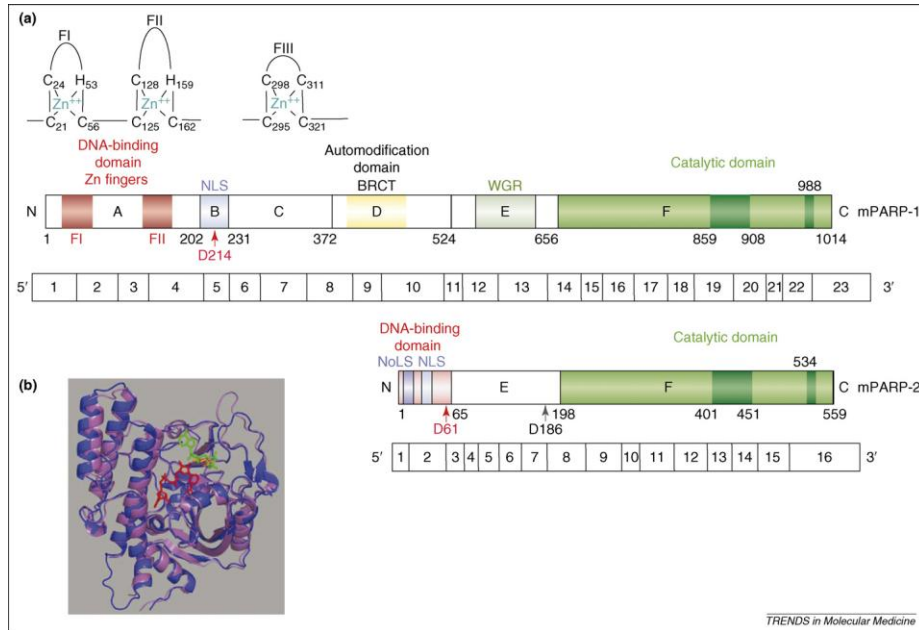 (a)
FI
FII
FIII
C24 H53
C128 H159
C298 C311
Zn++
Zn++
Zn++
C21 C56
C125 C162
C295 C321
DNA-binding
domain
Zn fingers
NLS
Automodification
domain
BRCT
WGR
Catalytic domain
988
N A B C D E F C mPARP-1
1 FI FII 202 231 372 524 656 859 908 1014
D214
5′ 1 2 3 4 5 6 7 8 9 10 11 12 13 14 15 16 17 18 19 20 21 22 23 3′
DNA-binding
domain
NoLS NLS
Catalytic domain
534
N E F C mPARP-2
1 65 198 401 451 559
D61 D186
5′ 1 2 3 4 5 6 7 8 9 10 11 12 13 14 15 16 3′
(b)
TRENDS in Molecular Medicine